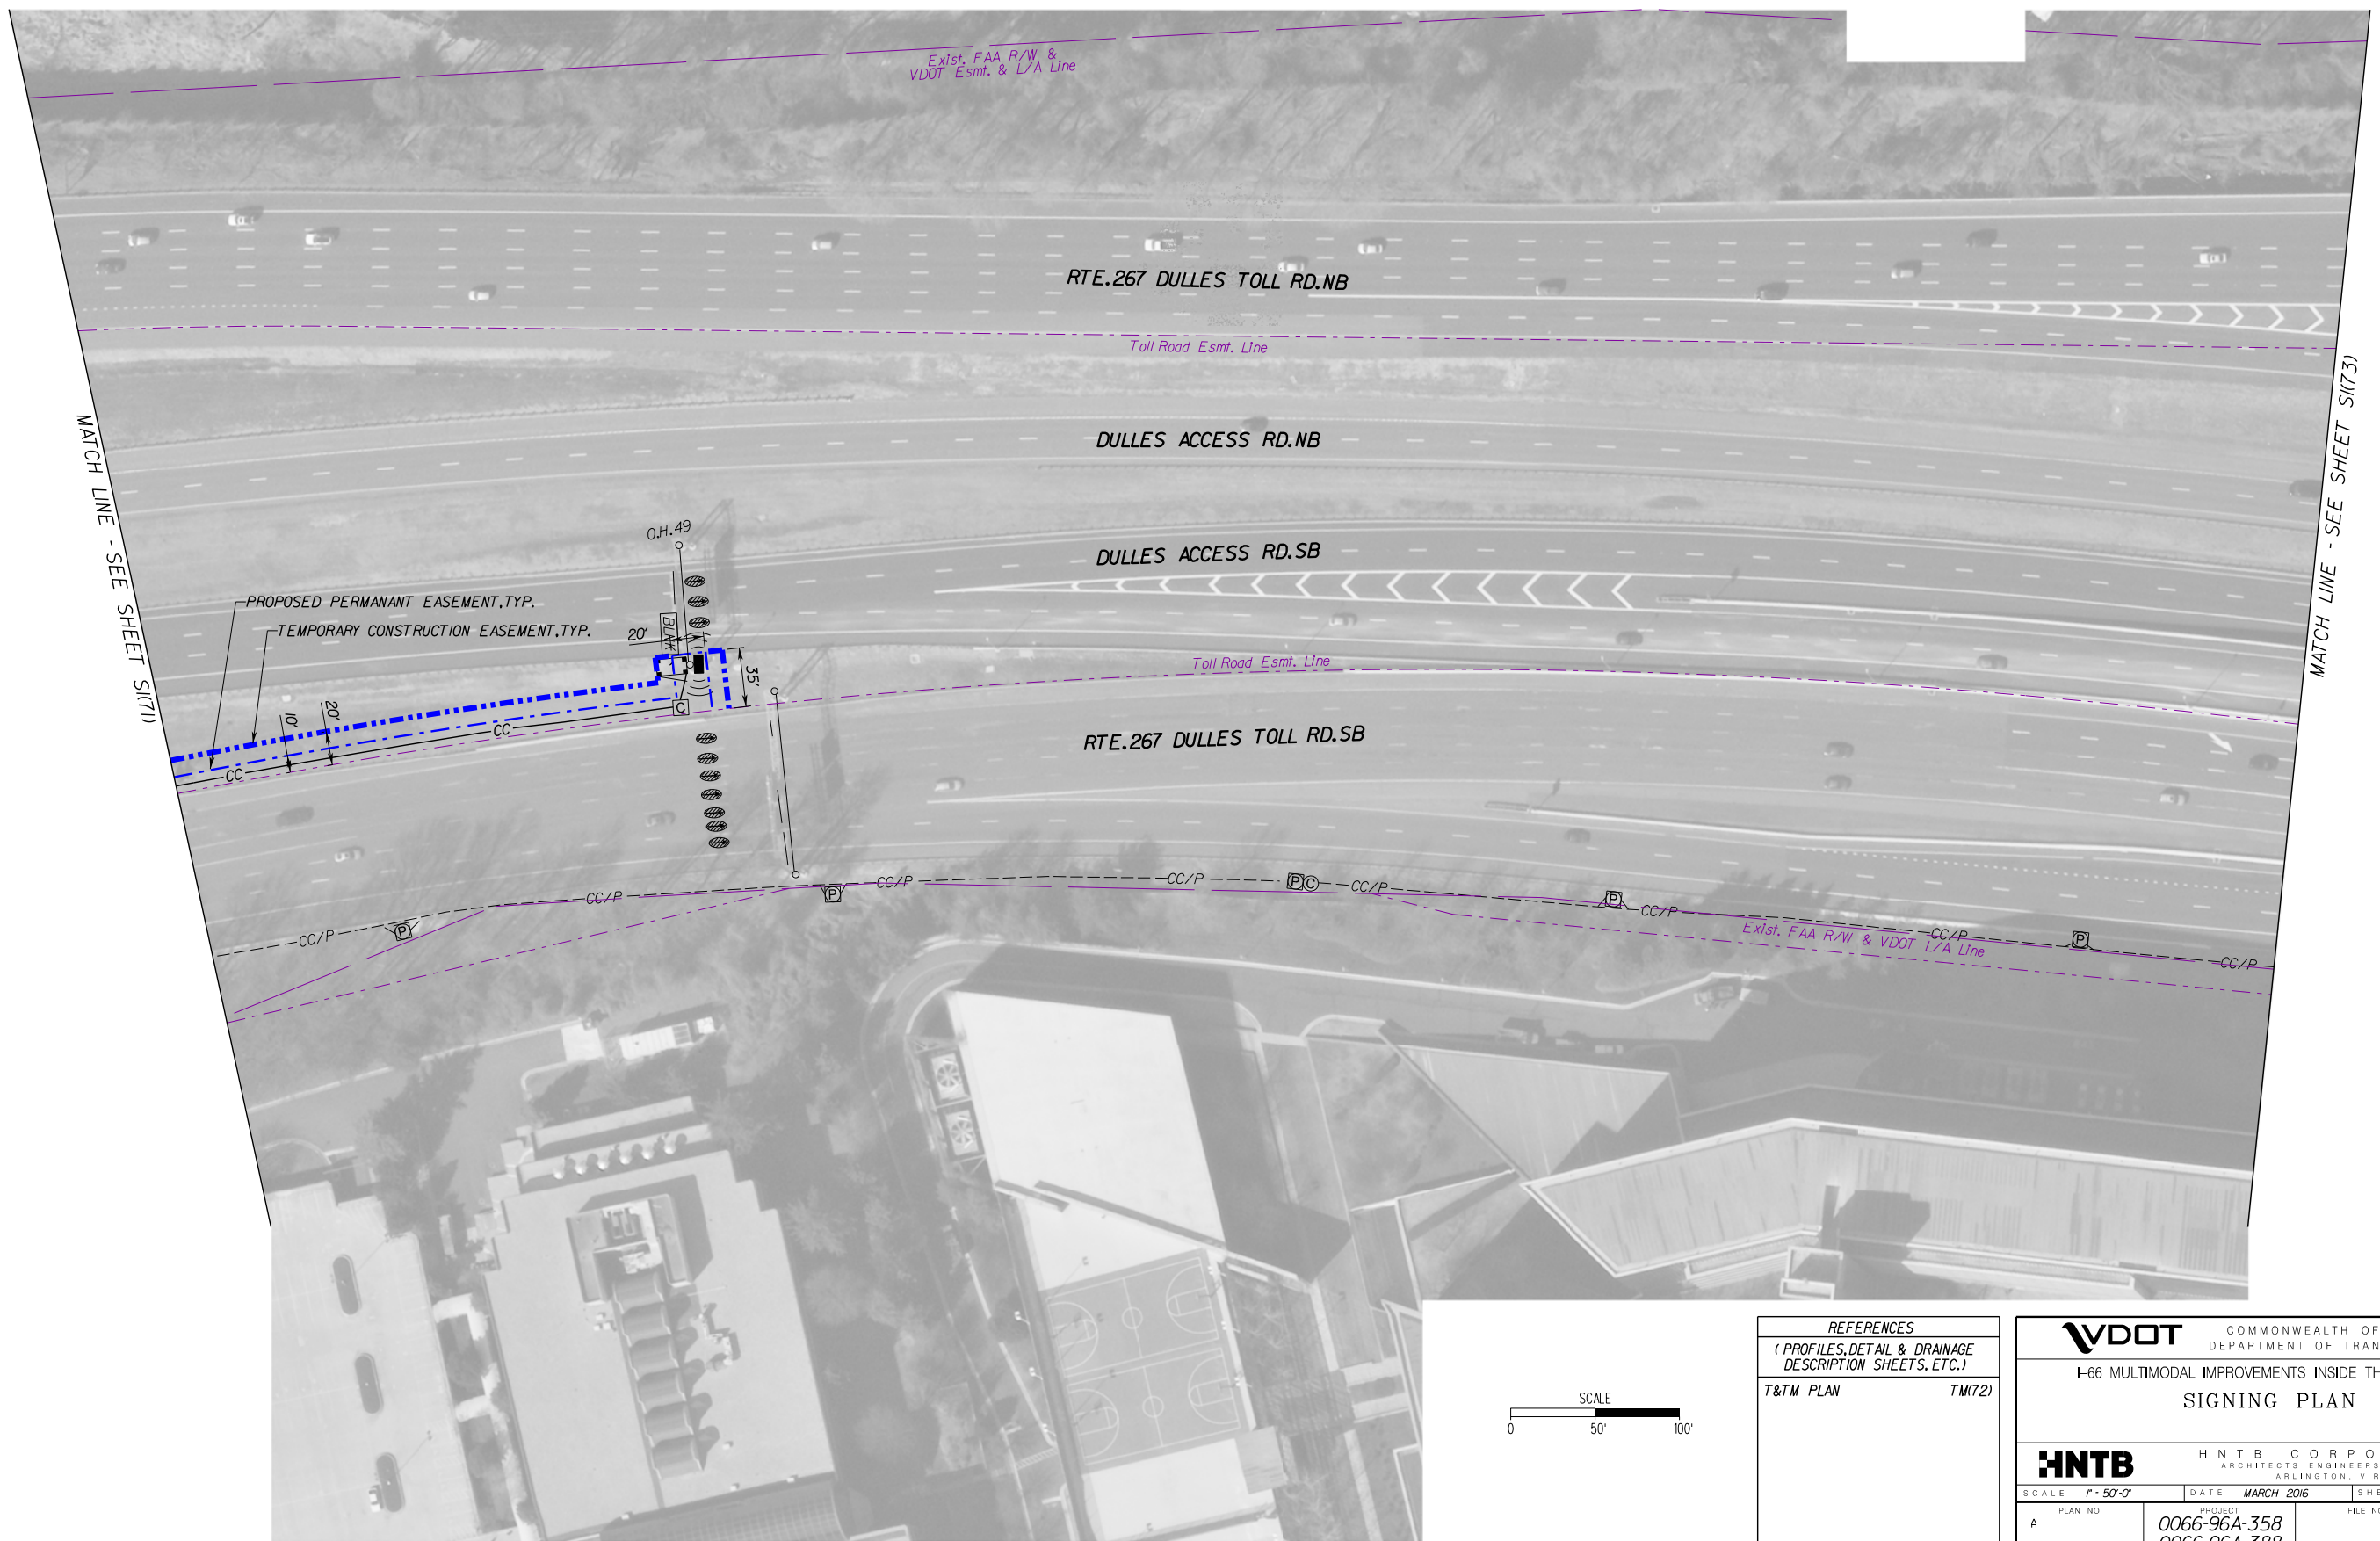 Exist. FAA R/W &
VDOT Esmt. & L/A Line
RTE.267 DULLES TOLL RD.NB
Toll Road Esmt. Line
MATCH LINE - SEE SHEET SI(71)
MATCH LINE - SEE SHEET SI(73)
DULLES ACCESS RD.NB
O.H.49
DULLES ACCESS RD.SB
PROPOSED PERMANANT EASEMENT,TYP.
TEMPORARY CONSTRUCTION EASEMENT,TYP.
20'
35'
Toll Road Esmt. Line
C
10'
20'
CC
CC
RTE.267 DULLES TOLL RD.SB
CC/P
P
CC/P
P
CC/P
CC/P
P C
CC/P
P
CC/P
CC/P
P
CC/P
Exist. FAA R/W & VDOT L/A Line
SCALE
0 50' 100'
REFERENCES
( PROFILES, DETAIL & DRAINAGE
DESCRIPTION SHEETS, ETC.)
T&TM PLAN TM(72)
VDOT
COMMONWEALTH OF
DEPARTMENT OF TRAN
I-66 MULTIMODAL IMPROVEMENTS INSIDE TH
SIGNING PLAN
HNTB
HNTB CORPO
ARCHITECTS ENGINEERS
ARLINGTON, VIR
SCALE 1" = 50'-0" DATE MARCH 2016 SHE
PLAN NO. PROJECT FILE NO
A 0066-96A-358